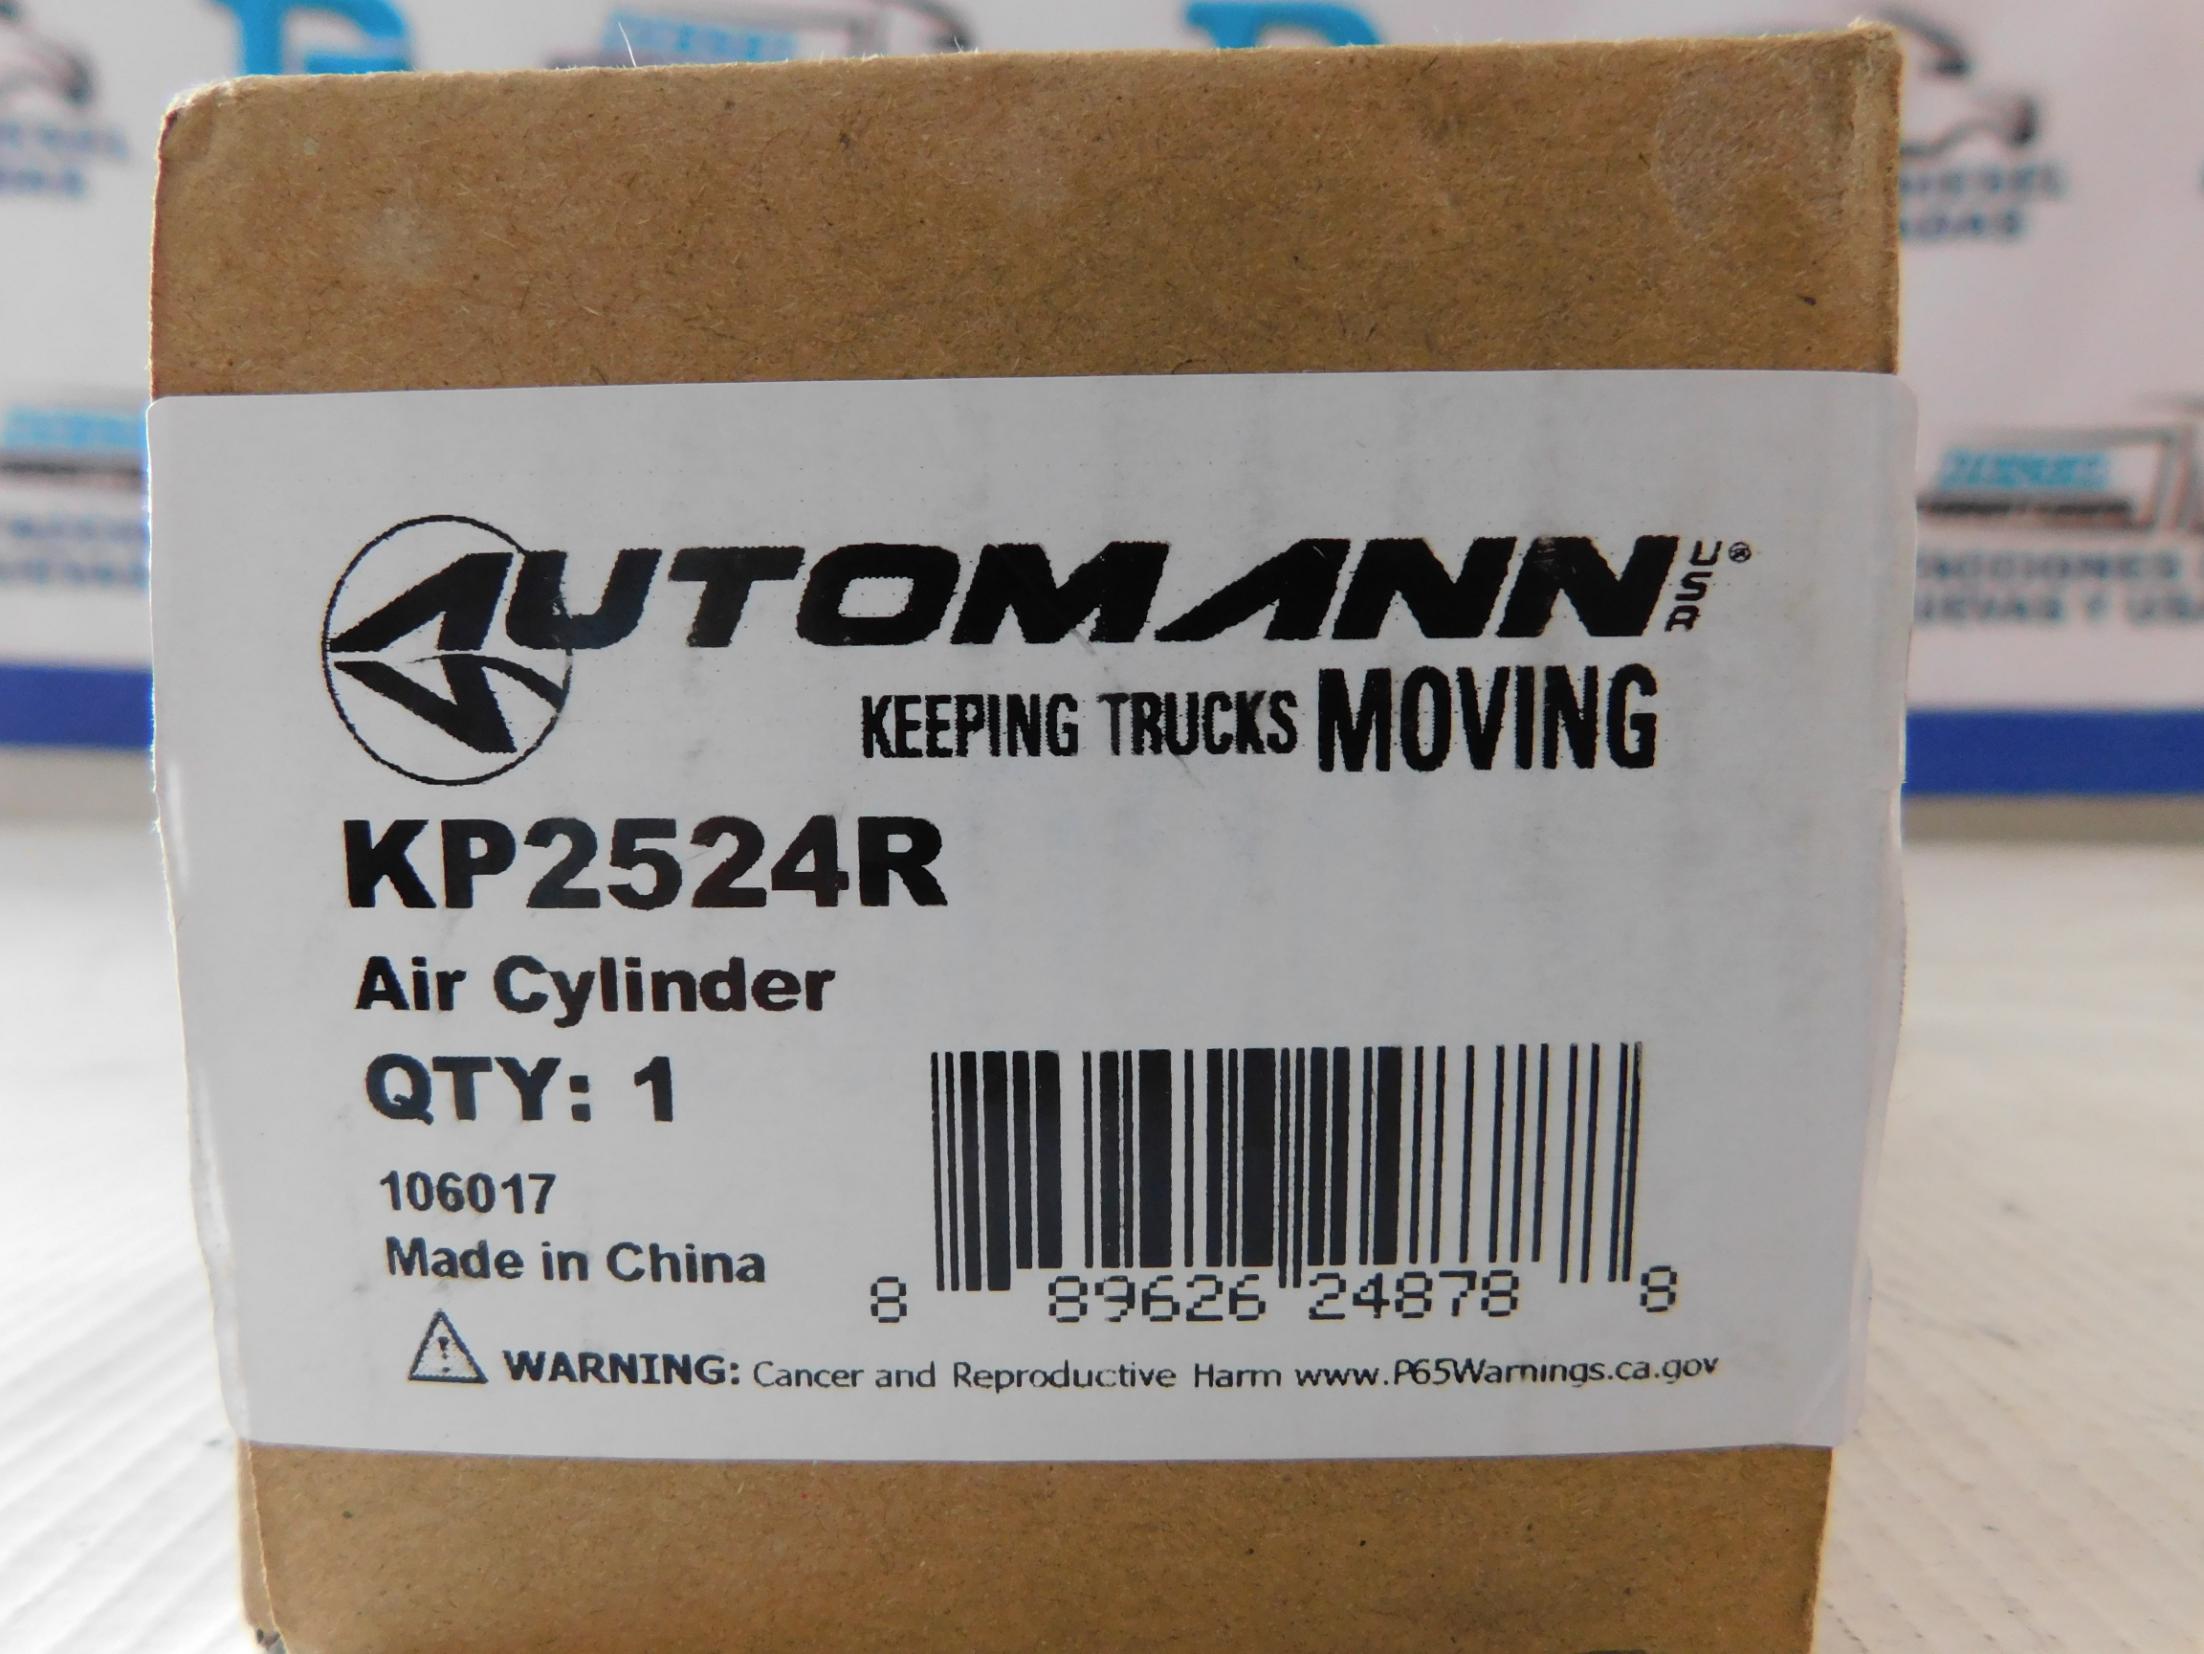 AUTOMANN USA®
KEEPING TRUCKS MOVING
KP2524R
Air Cylinder
QTY: 1
106017
Made in China
8 89626 24878 8
WARNING: Cancer and Reproductive Harm www.P65Warnings.ca.gov